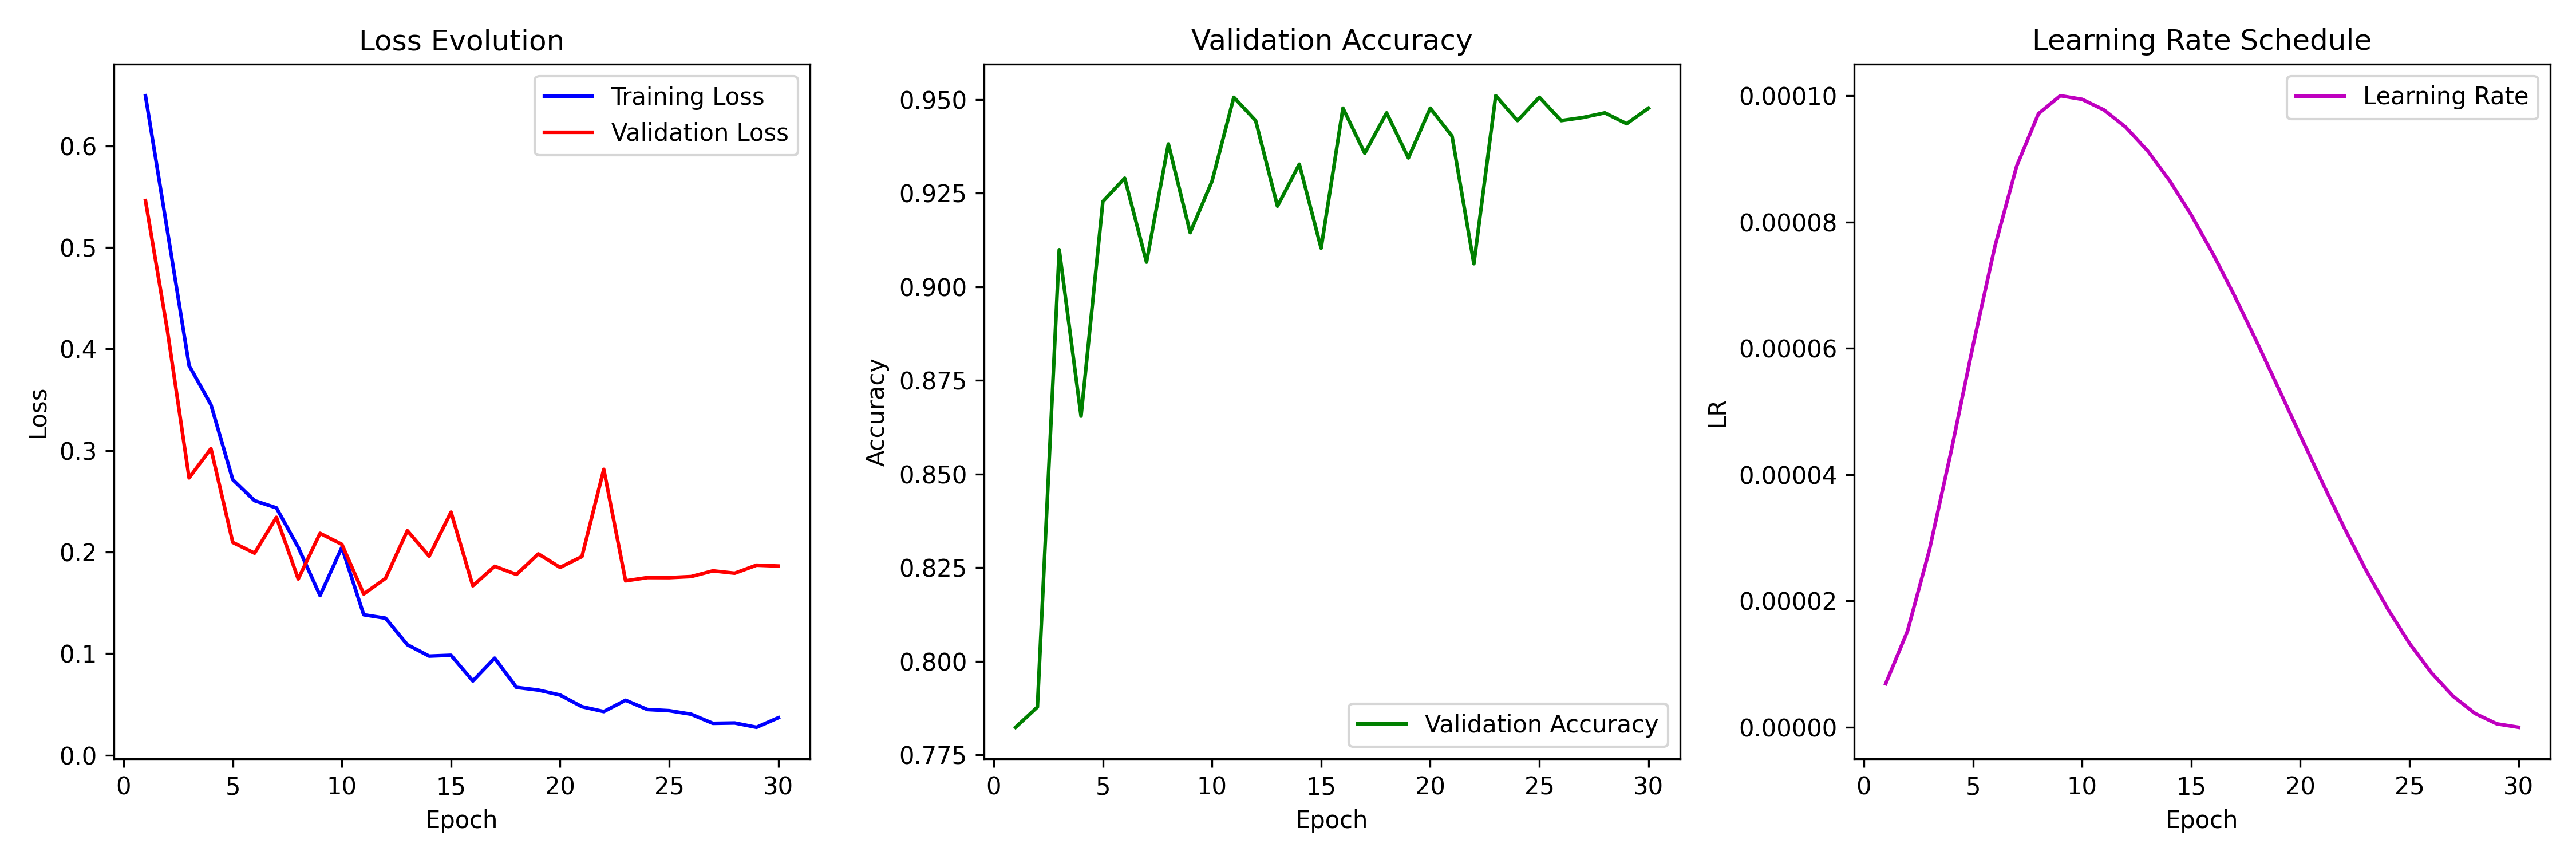 Loss Evolution
Training Loss
Validation Loss
0.6
0.5
0.4
0.3
0.2
0.1
0.0
Loss
0 5 10 15 20 25 30
Epoch
Validation Accuracy
0.950
0.925
0.900
0.875
0.850
0.825
0.800
0.775
Accuracy
Validation Accuracy
0 5 10 15 20 25 30
Epoch
Learning Rate Schedule
Learning Rate
0.00010
0.00008
0.00006
0.00004
0.00002
0.00000
LR
0 5 10 15 20 25 30
Epoch